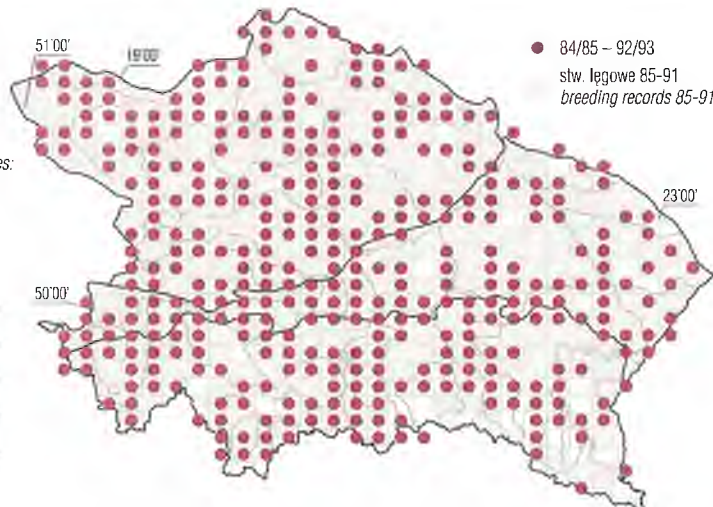 51°00'
19°00'
84/85 – 92/93
stw. lęgowe 85-91
breeding records 85-91
es:
23°00'
50°00'